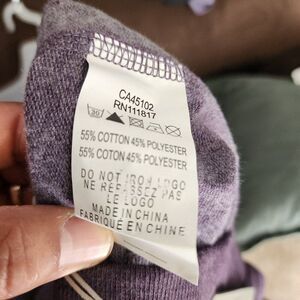 CA45102
RN111817
30
55% COTTON 45% POLYESTER
55% COTON 45% POLYESTER
DO NOT IRON LOGO
NE REPASSEZ PAS
LE LOGO
MADE IN CHINA
FABRIQUÉ EN CHINE